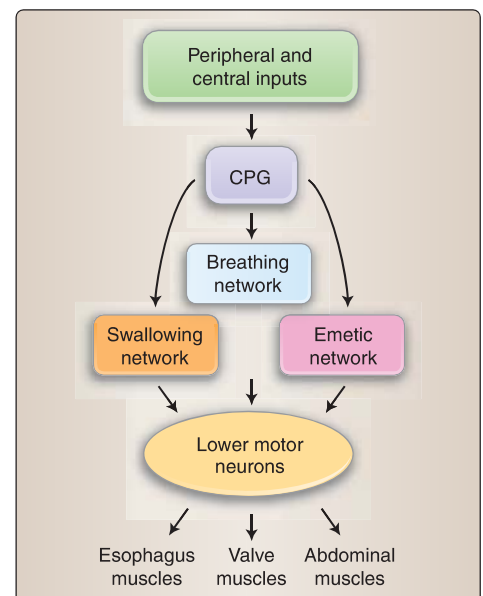 Peripheral and
central inputs
CPG
Breathing
network
Swallowing
network
Emetic
network
Lower motor
neurons
Esophagus
muscles
Valve
muscles
Abdominal
muscles